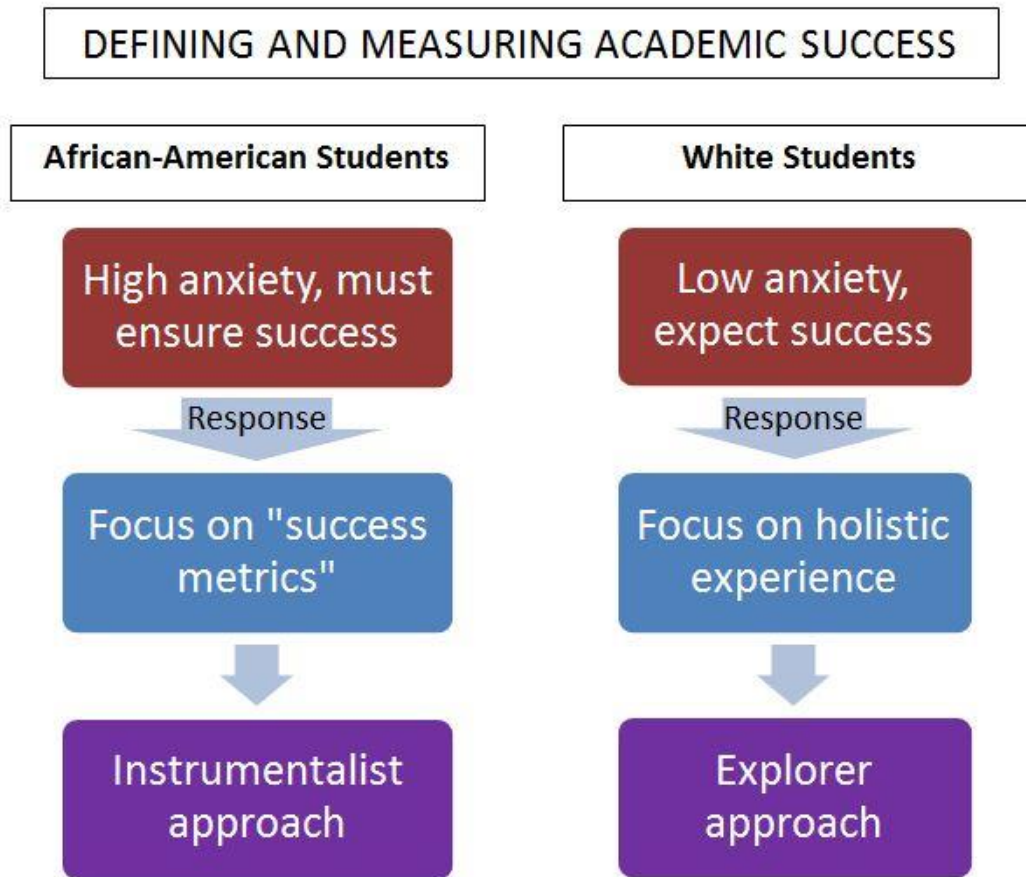 DEFINING AND MEASURING ACADEMIC SUCCESS
African-American Students
High anxiety, must
ensure success
Response
Focus on "success
metrics"
Instrumentalist
approach
White Students
Low anxiety,
expect success
Response
Focus on holistic
experience
Explorer
approach